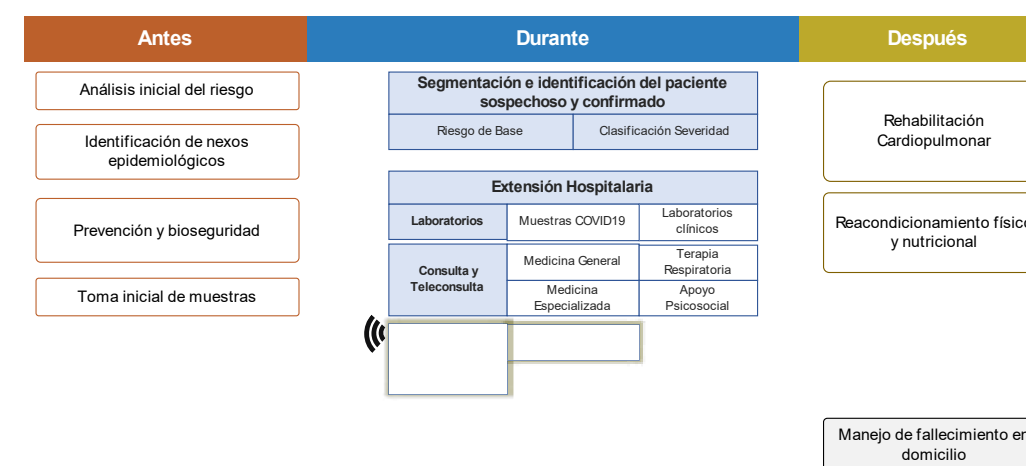 Antes
Durante
Después
Análisis inicial del riesgo
Identificación de nexos
epidemiológicos
Prevención y bioseguridad
Toma inicial de muestras
Segmentación e identificación del paciente
sospechoso y confirmado
Riesgo de Base
Clasificación Severidad
Extensión Hospitalaria
Laboratorios
Muestras COVID19
Laboratorios
clínicos
Consulta y
Teleconsulta
Medicina General
Terapia
Respiratoria
Medicina
Especializada
Apoyo
Psicosocial
Rehabilitación
Cardiopulmonar
Reacondicionamiento físico
y nutricional
Manejo de fallecimiento en
domicilio